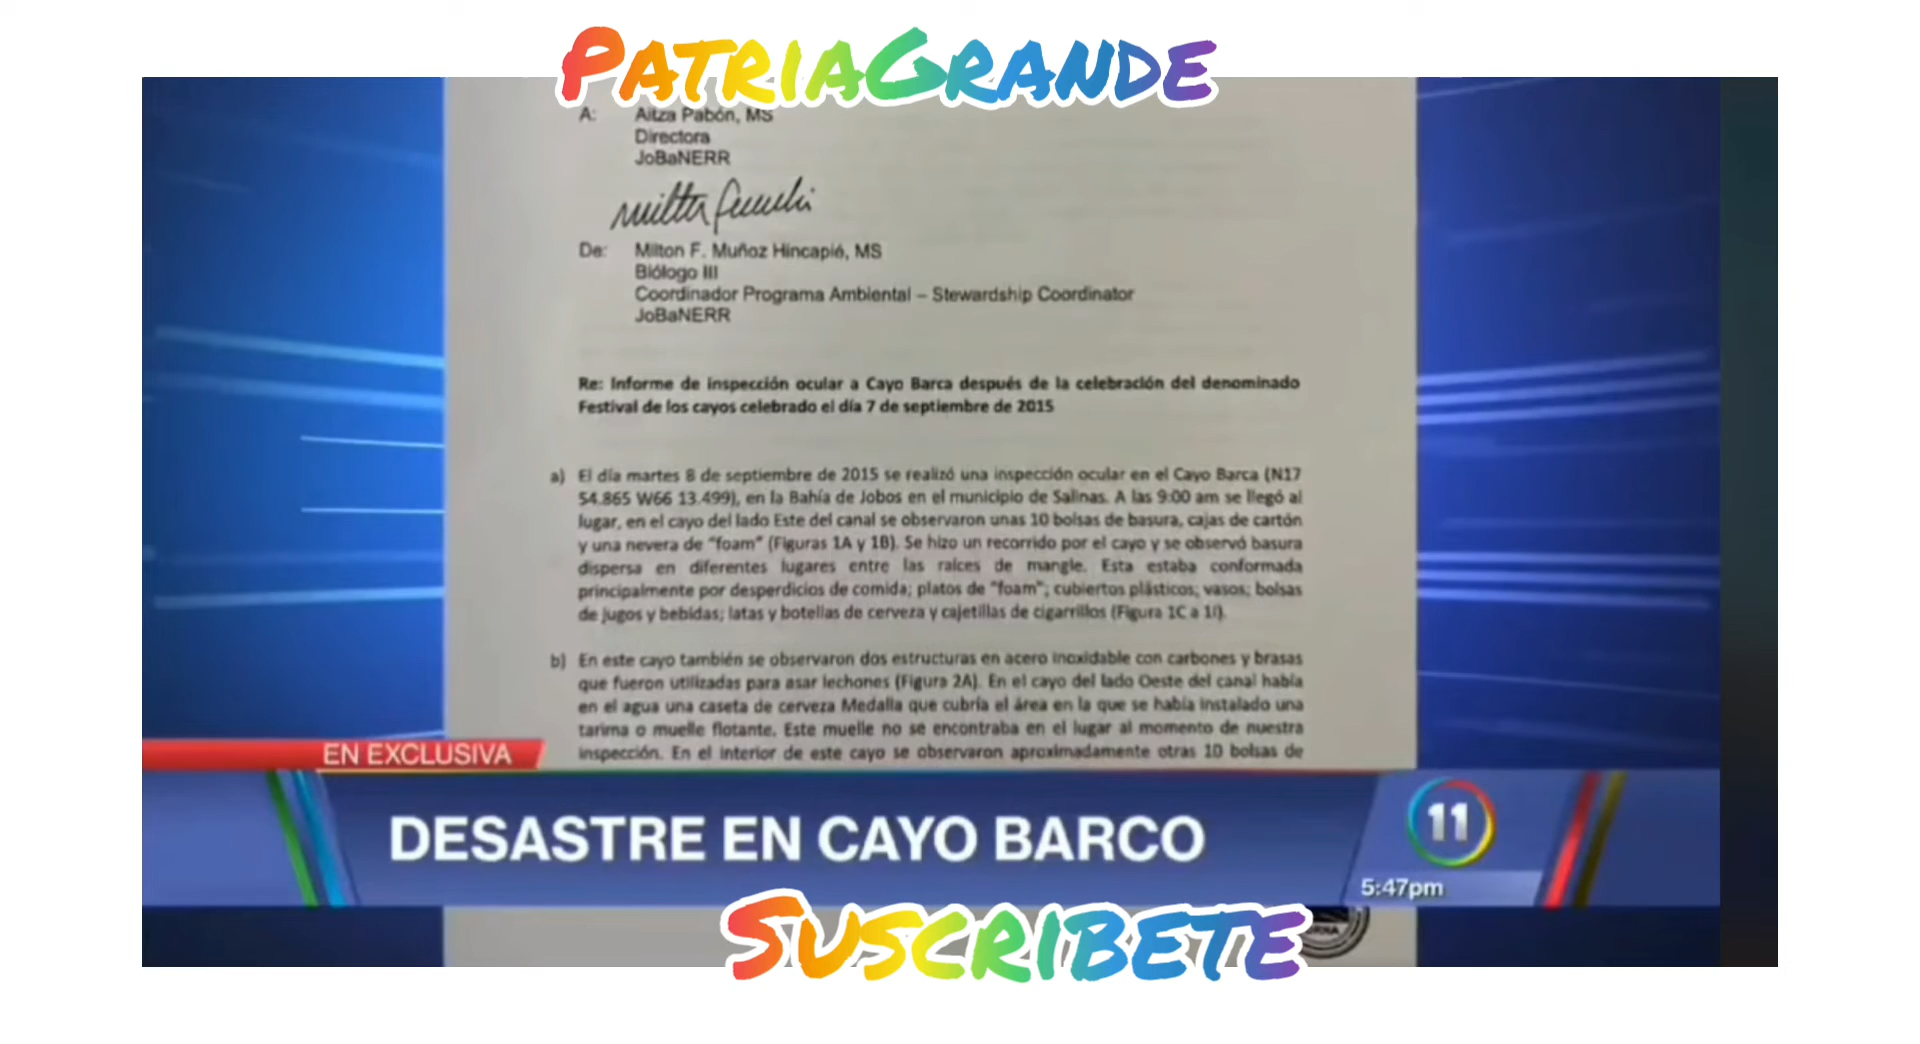 PATRIAGRANDE
A: Aitza Pabón, MS
Directora
JoBaNERR
De: Milton F. Muñoz Hincapié, MS
Biólogo III
Coordinador Programa Ambiental – Stewardship Coordinator
JoBaNERR
Re: Informe de inspección ocular a Cayo Barca después de la celebración del denominado
Festival de los cayos celebrado el día 7 de septiembre de 2015
a) El día martes 8 de septiembre de 2015 se realizó una inspección ocular en el Cayo Barca (N17
54.865 W66 13.499), en la Bahía de Jobos en el municipio de Salinas. A las 9:00 am se llegó al
lugar, en el cayo del lado Este del canal se observaron unas 10 bolsas de basura, cajas de cartón
y una nevera de "foam" (Figuras 1A y 1B). Se hizo un recorrido por el cayo y se observó basura
dispersa en diferentes lugares entre las raíces de mangle. Esta estaba conformada
principalmente por desperdicios de comida; platos de "foam"; cubiertos plásticos; vasos; bolsas
de jugos y bebidas; latas y botellas de cerveza y cajetillas de cigarrillos (Figura 1C a 1I).
b) En este cayo también se observaron dos estructuras en acero inoxidable con carbones y brasas
que fueron utilizadas para asar lechones (Figura 2A). En el cayo del lado Oeste del canal había
en el agua una caseta de cerveza Medalla que cubría el área en la que se había instalado una
tarima o muelle flotante. Este muelle no se encontraba en el lugar al momento de nuestra
inspección. En el interior de este cayo se observaron aproximadamente otras 10 bolsas de
EN EXCLUSIVA
DESASTRE EN CAYO BARCO
11
5:47pm
SUSCRIBETE